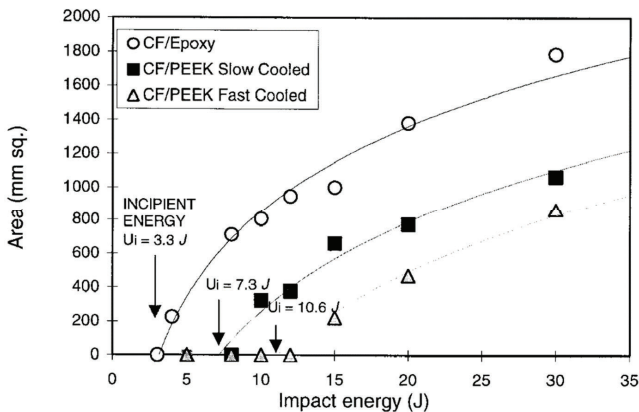 2000
1800
1600
1400
1200
1000
800
600
400
200
0
Area (mm sq.)
CF/Epoxy
CF/PEEK Slow Cooled
CF/PEEK Fast Cooled
INCIPIENT
ENERGY
Ui = 3.3 J
Ui = 7.3 J
Ui = 10.6 J
0 5 10 15 20 25 30 35
Impact energy (J)